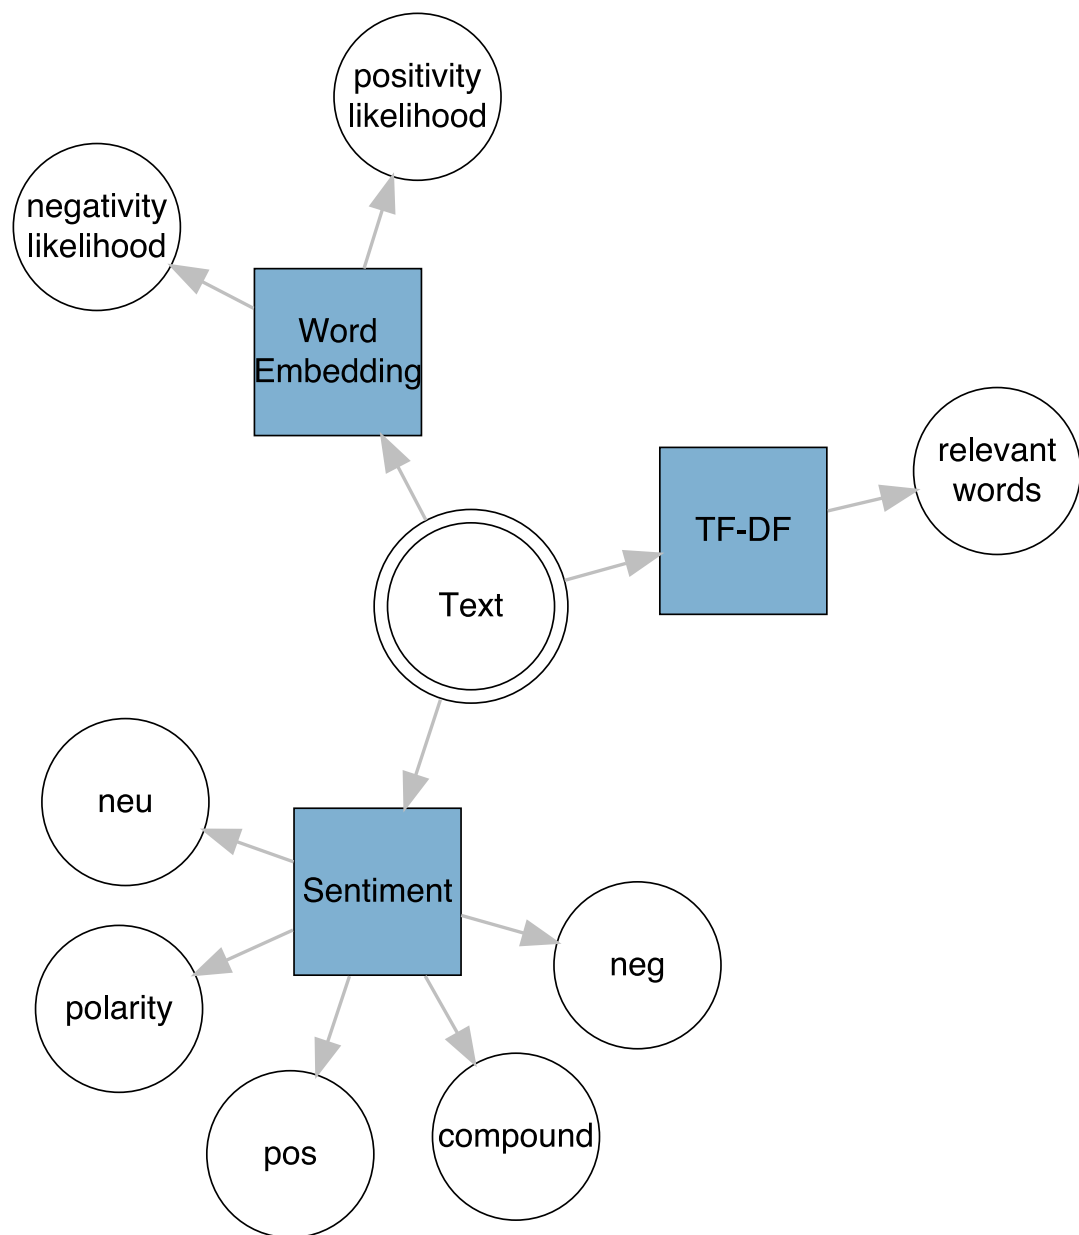 positivity
likelihood
negativity
likelihood
Word
Embedding
relevant
words
TF-DF
Text
neu
Sentiment
neg
polarity
compound
pos